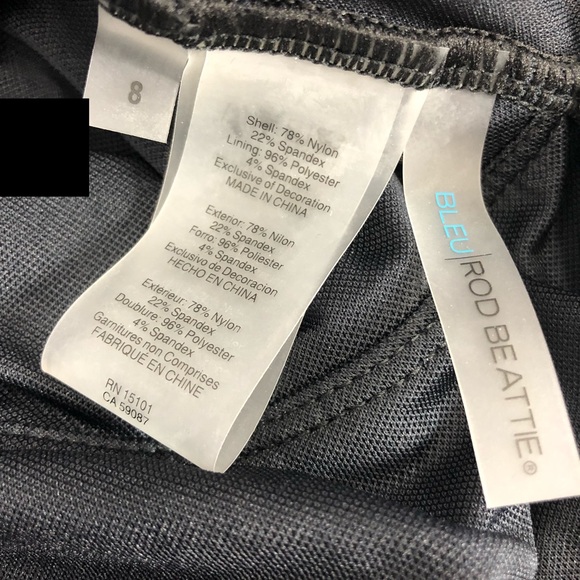 8
Shell: 78% Nylon
22% Spandex
Lining: 96% Polyester
4% Spandex
Exclusive of Decoration
MADE IN CHINA
Exterior: 78% Nilon
22% Spandex
Forro: 96% Poliester
4% Spandex
Exclusivo de Decoracion
HECHO EN CHINA
Exterieur: 78% Nylon
22% Spandex
Doublure: 96% Polyester
4% Spandex
Garnitures non Comprises
FABRIQUÉ EN CHINE
RN 15101
CA 59087
BLEU|ROD BEATTIE®